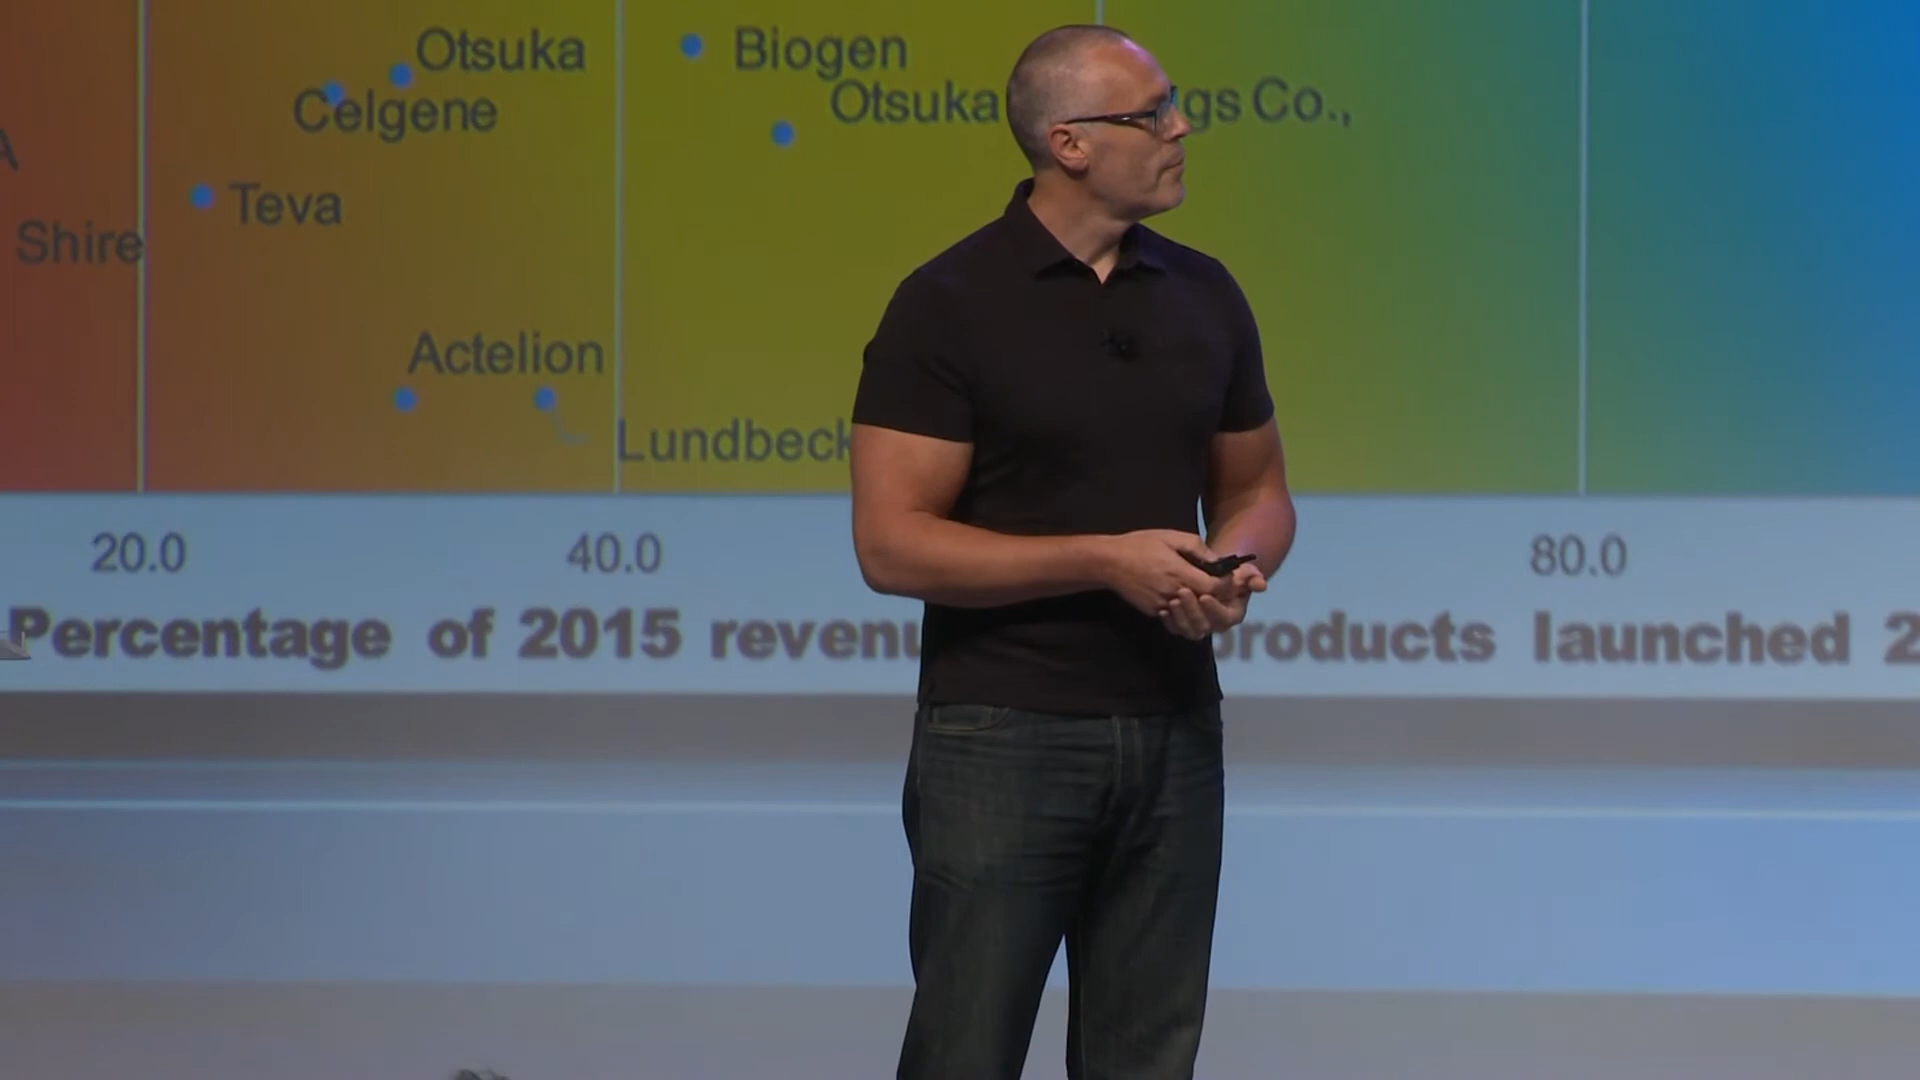 Otsuka
Biogen
Celgene
Otsuka gs Co.,
A
Teva
Shire
Actelion
Lundbeck
20.0
40.0
80.0
Percentage of 2015 revenu products launched 2